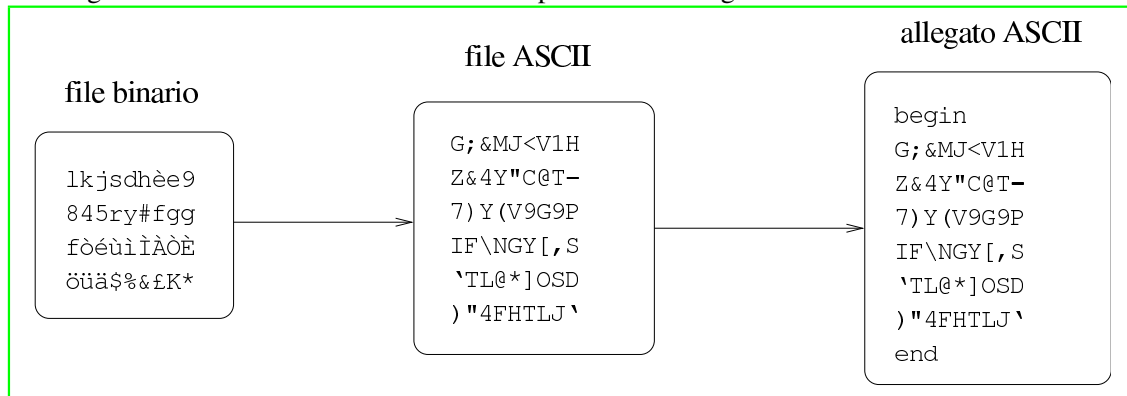 file binario
lkjsdhèe9
845ry#fgg
fòéùìÌÀÒÈ
öüä$%&£K*
file ASCII
G;&MJ<V1H
Z&4Y"C@T-
7)Y(V9G9P
IF\NGY[,S
‘TL@*]OSD
)"4FHTLJ‘
allegato ASCII
begin
G;&MJ<V1H
Z&4Y"C@T-
7)Y(V9G9P
IF\NGY[,S
‘TL@*]OSD
)"4FHTLJ‘
end